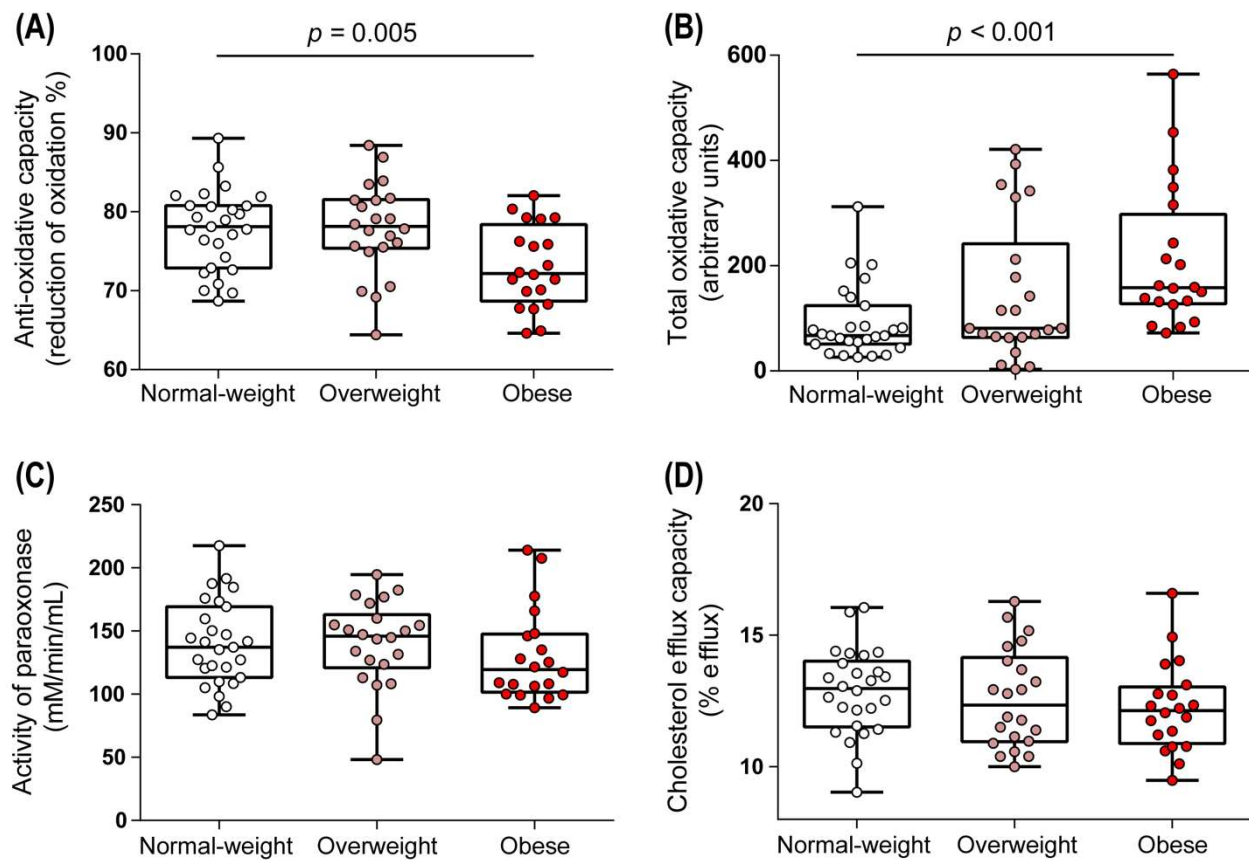 (A)
p = 0.005
Anti-oxidative capacity
(reduction of oxidation %)
100
90
80
70
60
Normal-weight Overweight Obese
(B)
p < 0.001
Total oxidative capacity
(arbitrary units)
600
400
200
0
Normal-weight Overweight Obese
(C)
Activity of paraoxonase
(mM/min/mL)
250
200
150
100
50
0
Normal-weight Overweight Obese
(D)
Cholesterol efflux capacity
(% efflux)
20
15
10
Normal-weight Overweight Obese